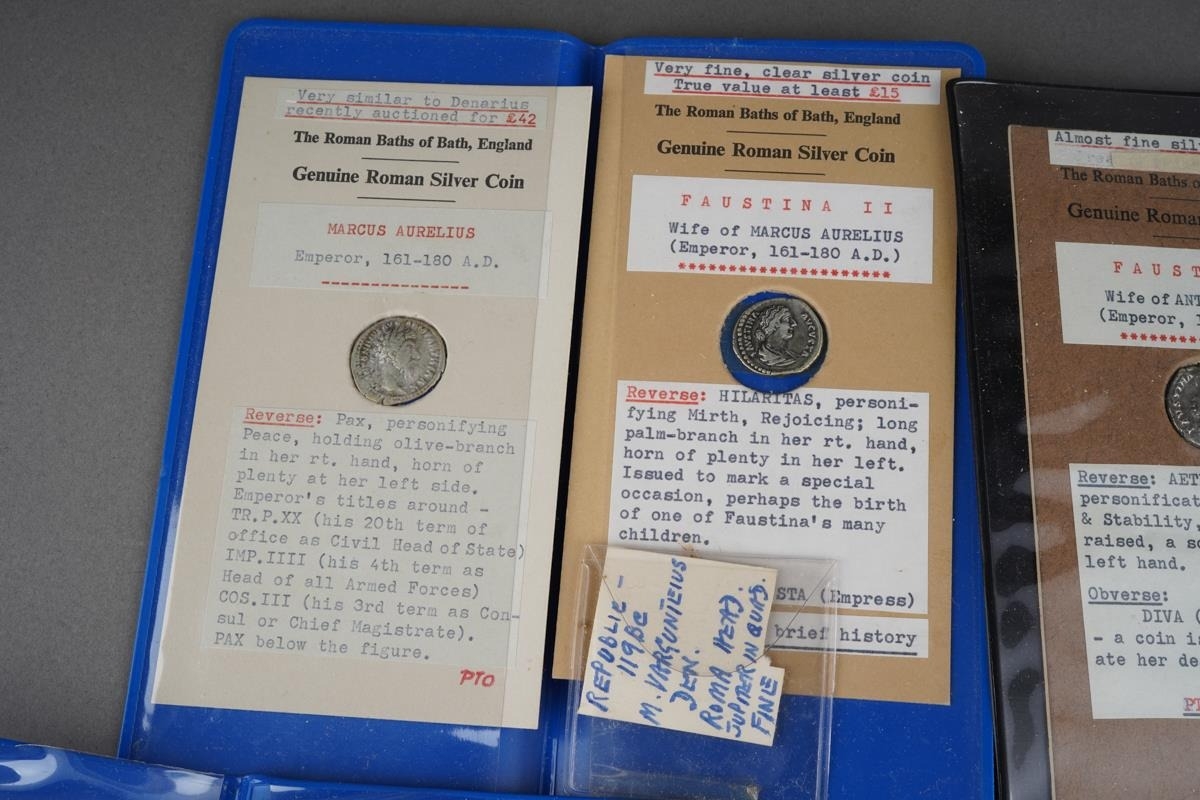 Very similar to Denarius
recently auctioned for £42
The Roman Baths of Bath, England
Genuine Roman Silver Coin
MARCUS AURELIUS
Emperor, 161-180 A.D.
Reverse: Pax, personifying
Peace, holding olive-branch
in her rt. hand, horn of
plenty at her left side.
Emperor's titles around -
TR.P.XX (his 20th term of
office as Civil Head of State)
IMP.IIII (his 4th term as
Head of all Armed Forces)
COS.III (his 3rd term as Con-
sul or Chief Magistrate).
PAX below the figure.
PTO
Very fine, clear silver coin
True value at least £15
The Roman Baths of Bath, England
Genuine Roman Silver Coin
FAUSTINA II
Wife of MARCUS AURELIUS
(Emperor, 161-180 A.D.)
*********************
FAVSTINA AVGVSTA
Reverse: HILARITAS, personi-
fying Mirth, Rejoicing; long
palm-branch in her rt. hand,
horn of plenty in her left.
Issued to mark a special
occasion, perhaps the birth
of one of Faustina's many
children.
STA (Empress)
brief history
REPUBLIC -
119BC
M. VARGUNTEIUS
DEN.
ROMA HEAD.
JUPITER IN QUAD.
FINE
Almost fine sil
The Roman Baths o
Genuine Roma
FAUST
Wife of ANT
(Emperor, 1
********
Reverse: AET
personificat
& Stability,
raised, a sc
left hand.
Obverse:
DIVA (
- a coin is
ate her de